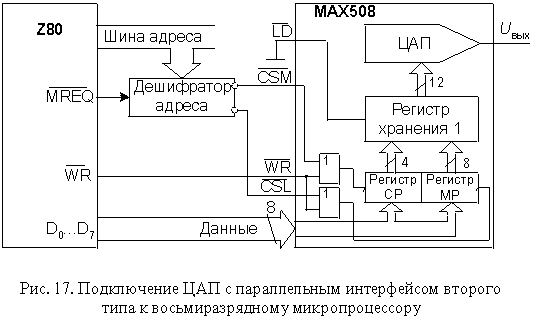 Z80
MAX508
Шина адреса
LD
ЦАП
Uвых
CSM
12
MREQ
Дешифратор
адреса
Регистр
хранения 1
WR
WR
1
4
8
CSL
1
Регистр
СР
Регистр
МР
8
D0...D7
Данные
Рис. 17. Подключение ЦАП с параллельным интерфейсом второго
типа к восьмиразрядному микропроцессору